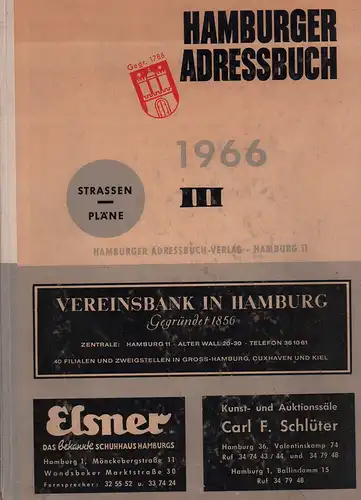 HAMBURGER
ADRESSBUCH
Gegr. 1786
1966
III
STRASSEN
—
PLÄNE
HAMBURGER ADRESSBUCH-VERLAG - HAMBURG 11
VEREINSBANK IN HAMBURG
Gegründet 1856
ZENTRALE: HAMBURG 11 - ALTER WALL 20-30 - TELEFON 36 10 61
40 FILIALEN UND ZWEIGSTELLEN IN GROSS-HAMBURG, CUXHAVEN UND KIEL
Elsner
DAS bekannte SCHUHHAUS HAMBURGS
Hamburg 1, Mönckebergstraße 11
Wandsbeker Marktstraße 30
Fernsprecher: 32 55 52 u. 33 74 24
Kunst- und Auktionssäle
Carl F. Schlüter
Hamburg 36, Valentinskamp 74
Ruf 34 74 43 / 44 und 34 79 48
Hamburg 1, Ballindamm 15
Ruf 34 79 48